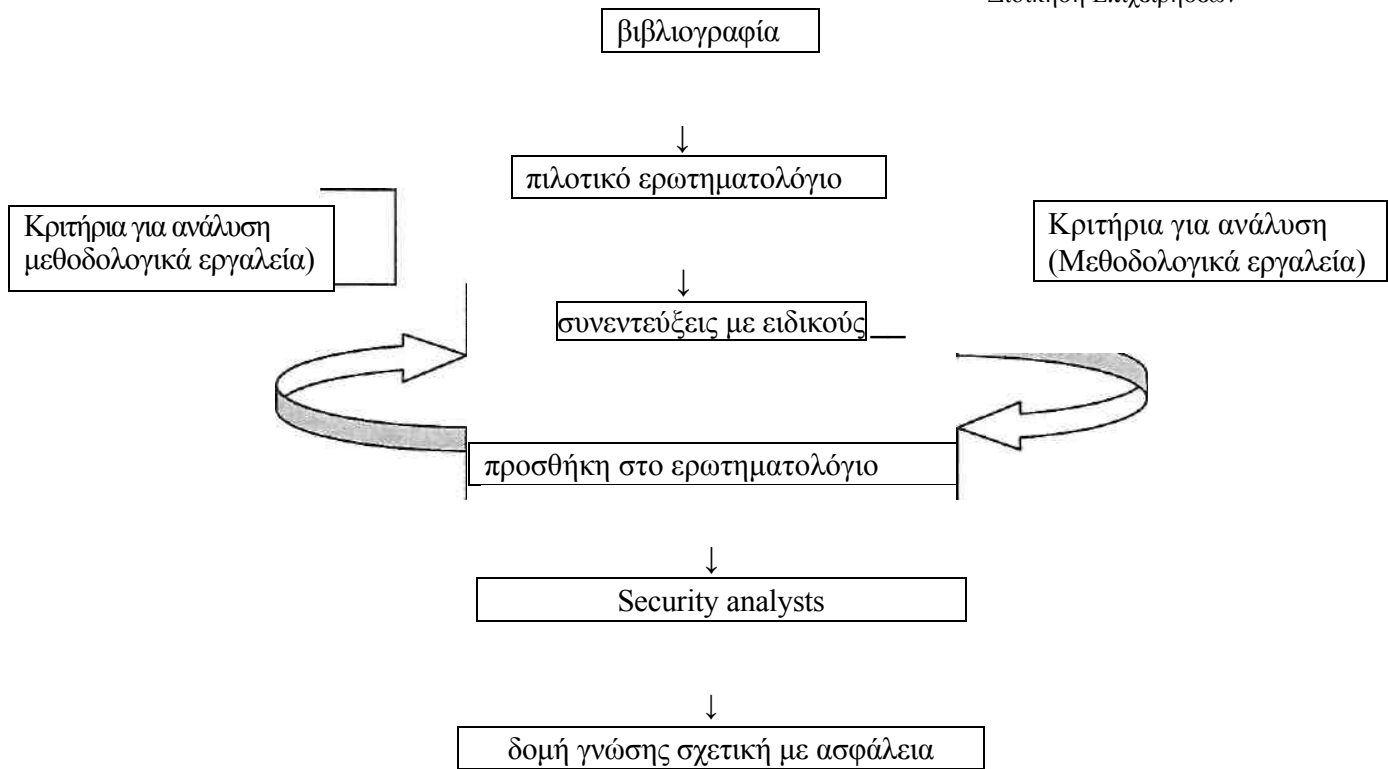 βιβλιογραφία
↓
πιλοτικό ερωτηματολόγιο
Κριτήρια για ανάλυση
μεθοδολογικά εργαλεία)
Κριτήρια για ανάλυση
(Μεθοδολογικά εργαλεία)
↓
συνεντεύξεις με ειδικούς
προσθήκη στο ερωτηματολόγιο
↓
Security analysts
↓
δομή γνώσης σχετική με ασφάλεια